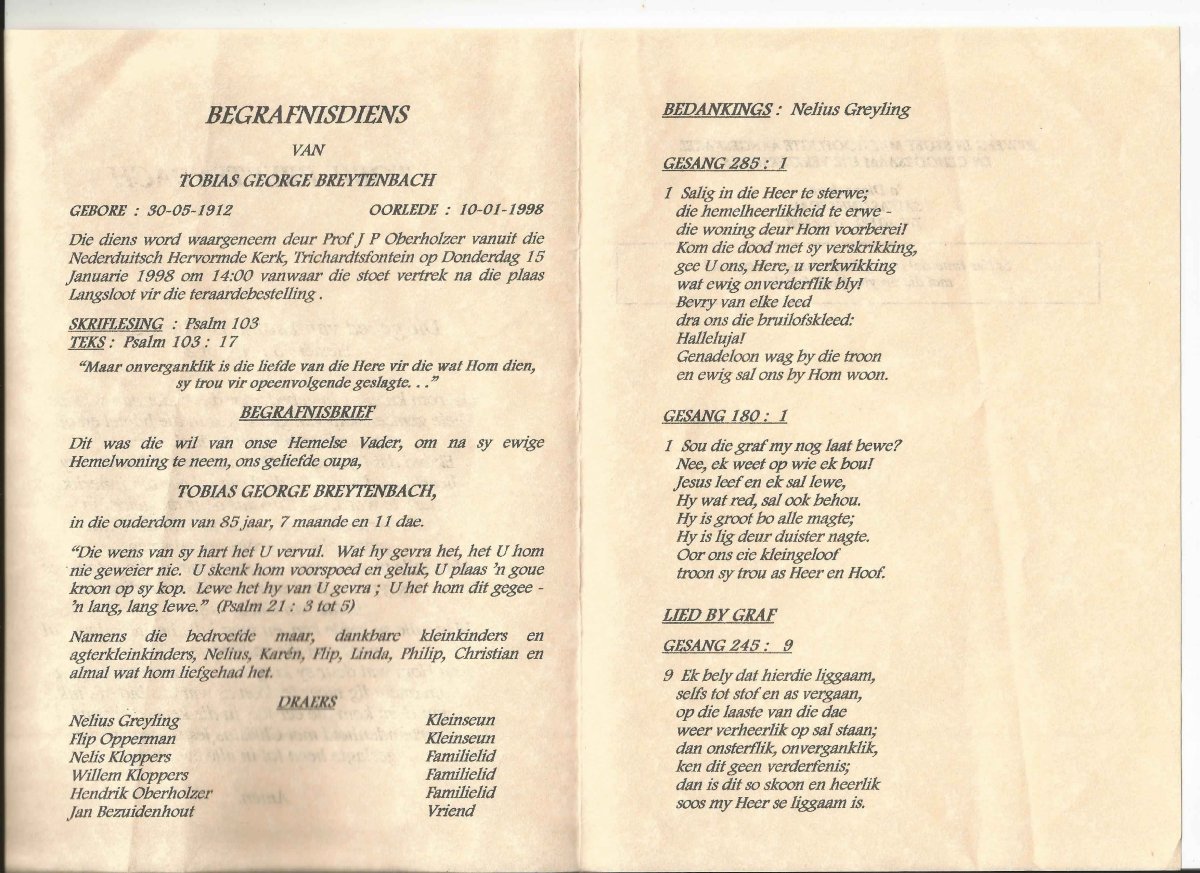 BEGRAFNISDIENS
VAN
TOBIAS GEORGE BREYTENBACH
GEBORE : 30-05-1912 OORLEDE : 10-01-1998
Die diens word waargeneem deur Prof J P Oberholzer vanuit die
Nederduitsch Hervormde Kerk, Trichardtsfontein op Donderdag 15
Januarie 1998 om 14:00 vanwaar die stoet vertrek na die plaas
Langsloot vir die teraardebestelling .
SKRIFLESING : Psalm 103
TEKS : Psalm 103 : 17
“Maar onverganklik is die liefde van die Here vir die wat Hom dien,
sy trou vir opeenvolgende geslagte. . .”
BEGRAFNISBRIEF
Dit was die wil van onse Hemelse Vader, om na sy ewige
Hemelwoning te neem, ons geliefde oupa,
TOBIAS GEORGE BREYTENBACH,
in die ouderdom van 85 jaar, 7 maande en 11 dae.
“Die wens van sy hart het U vervul. Wat hy gevra het, het U hom
nie geweier nie. U skenk hom voorspoed en geluk, U plaas ’n goue
kroon op sy kop. Lewe het hy van U gevra ; U het hom dit gegee -
’n lang, lang lewe.” (Psalm 21 : 3 tot 5)
Namens die bedroefde maar, dankbare kleinkinders en
agterkleinkinders, Nelius, Karén, Flip, Linda, Philip, Christian en
almal wat hom liefgehad het.
DRAERS
Nelius Greyling Kleinseun
Flip Opperman Kleinseun
Nelis Kloppers Familielid
Willem Kloppers Familielid
Hendrik Oberholzer Familielid
Jan Bezuidenhout Vriend
BEDANKINGS : Nelius Greyling
GESANG 285 : 1
1 Salig in die Heer te sterwe;
die hemelheerlikheid te erwe -
die woning deur Hom voorberei!
Kom die dood met sy verskrikking,
gee U ons, Here, u verkwikking
wat ewig onverderflik bly!
Bevry van elke leed
dra ons die bruilofskleed:
Halleluja!
Genadeloon wag by die troon
en ewig sal ons by Hom woon.
GESANG 180 : 1
1 Sou die graf my nog laat bewe?
Nee, ek weet op wie ek bou!
Jesus leef en ek sal lewe,
Hy wat red, sal ook behou.
Hy is groot bo alle magte;
Hy is lig deur duister nagte.
Oor ons eie kleingeloof
troon sy trou as Heer en Hoof.
LIED BY GRAF
GESANG 245 : 9
9 Ek bely dat hierdie liggaam,
selfs tot stof en as vergaan,
op die laaste van die dae
weer verheerlik op sal staan;
dan onsterflik, onverganklik,
ken dit geen verderfenis;
dan is dit so skoon en heerlik
soos my Heer se liggaam is.